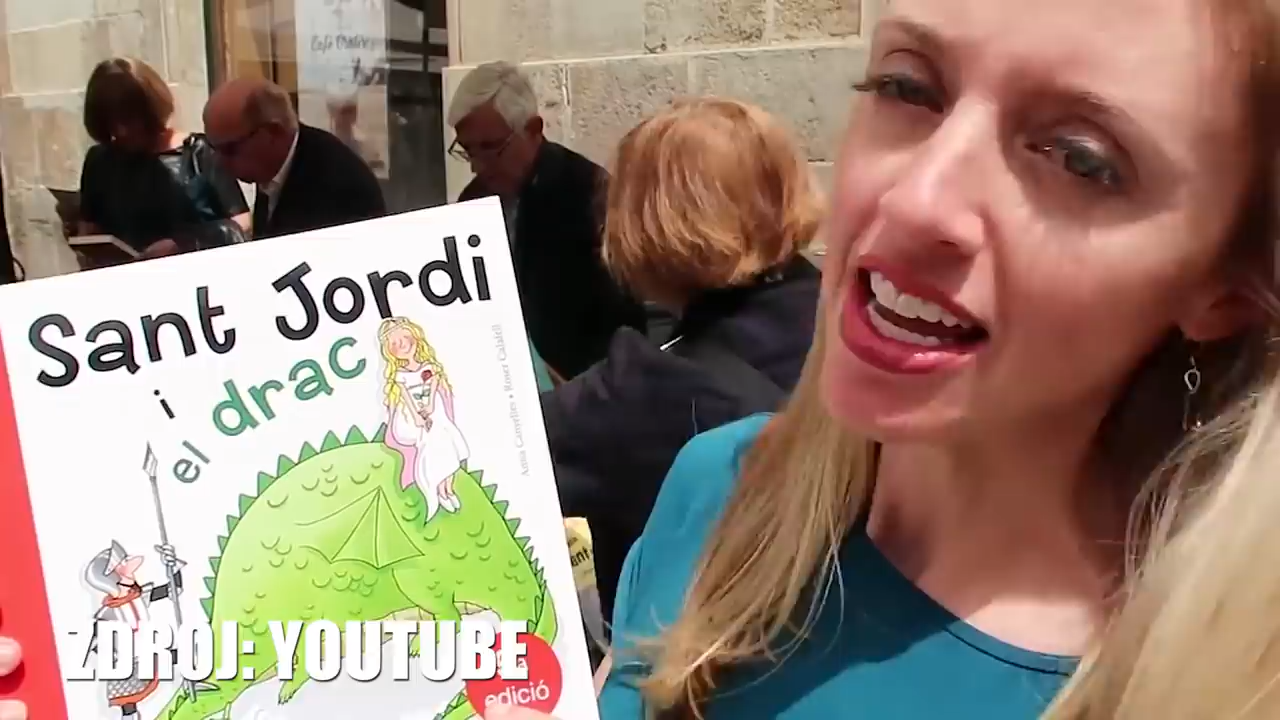 Sant Jordi
i
el drac
Anna Canyelles • Roser Calafell
ZDROJ: YOUTUBE
edició